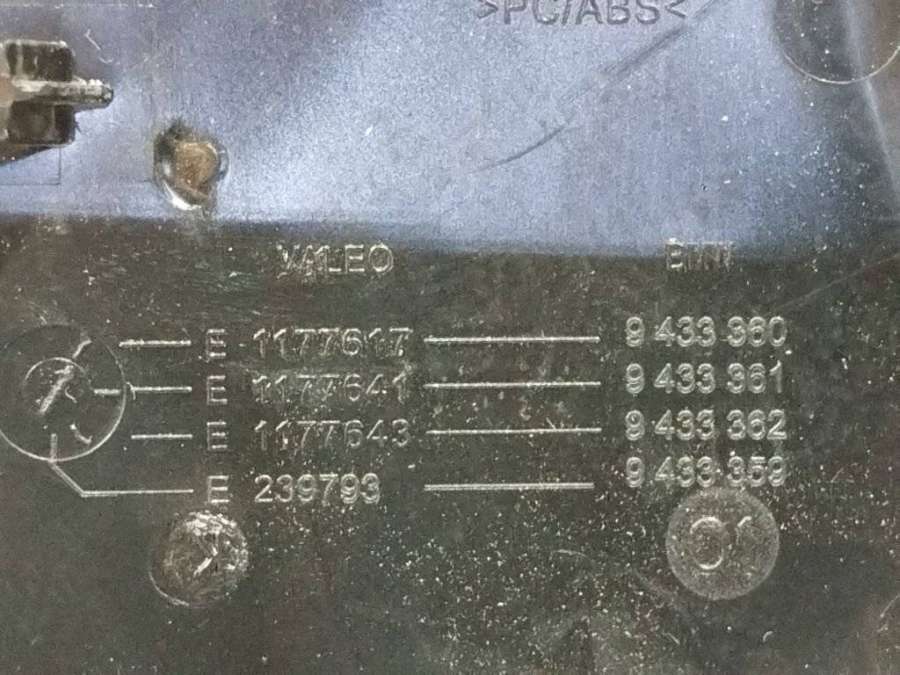 >PC/ABS<
VALEO BMW
E 1177617 9 433 360
E 1177641 9 433 361
E 1177643 9 433 362
E 239793 9 433 359
01